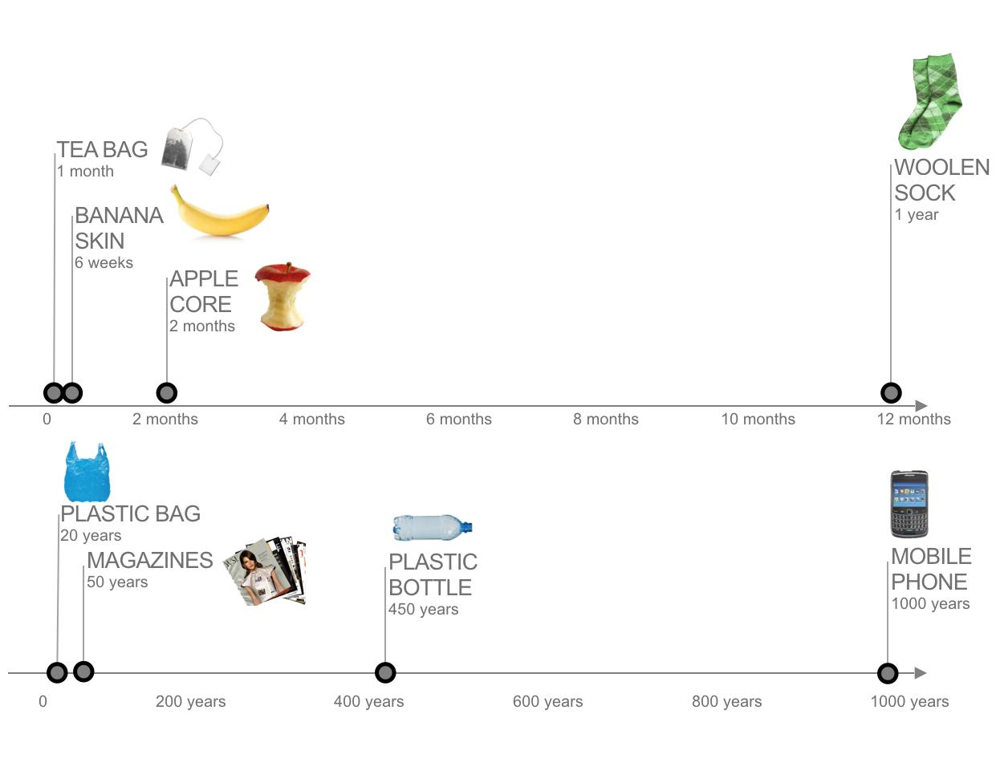 TEA BAG
1 month
BANANA
SKIN
6 weeks
APPLE
CORE
2 months
WOOLEN
SOCK
1 year
0
2 months
4 months
6 months
8 months
10 months
12 months
PLASTIC BAG
20 years
MAGAZINES
50 years
PLASTIC
BOTTLE
450 years
MOBILE
PHONE
1000 years
0
200 years
400 years
600 years
800 years
1000 years